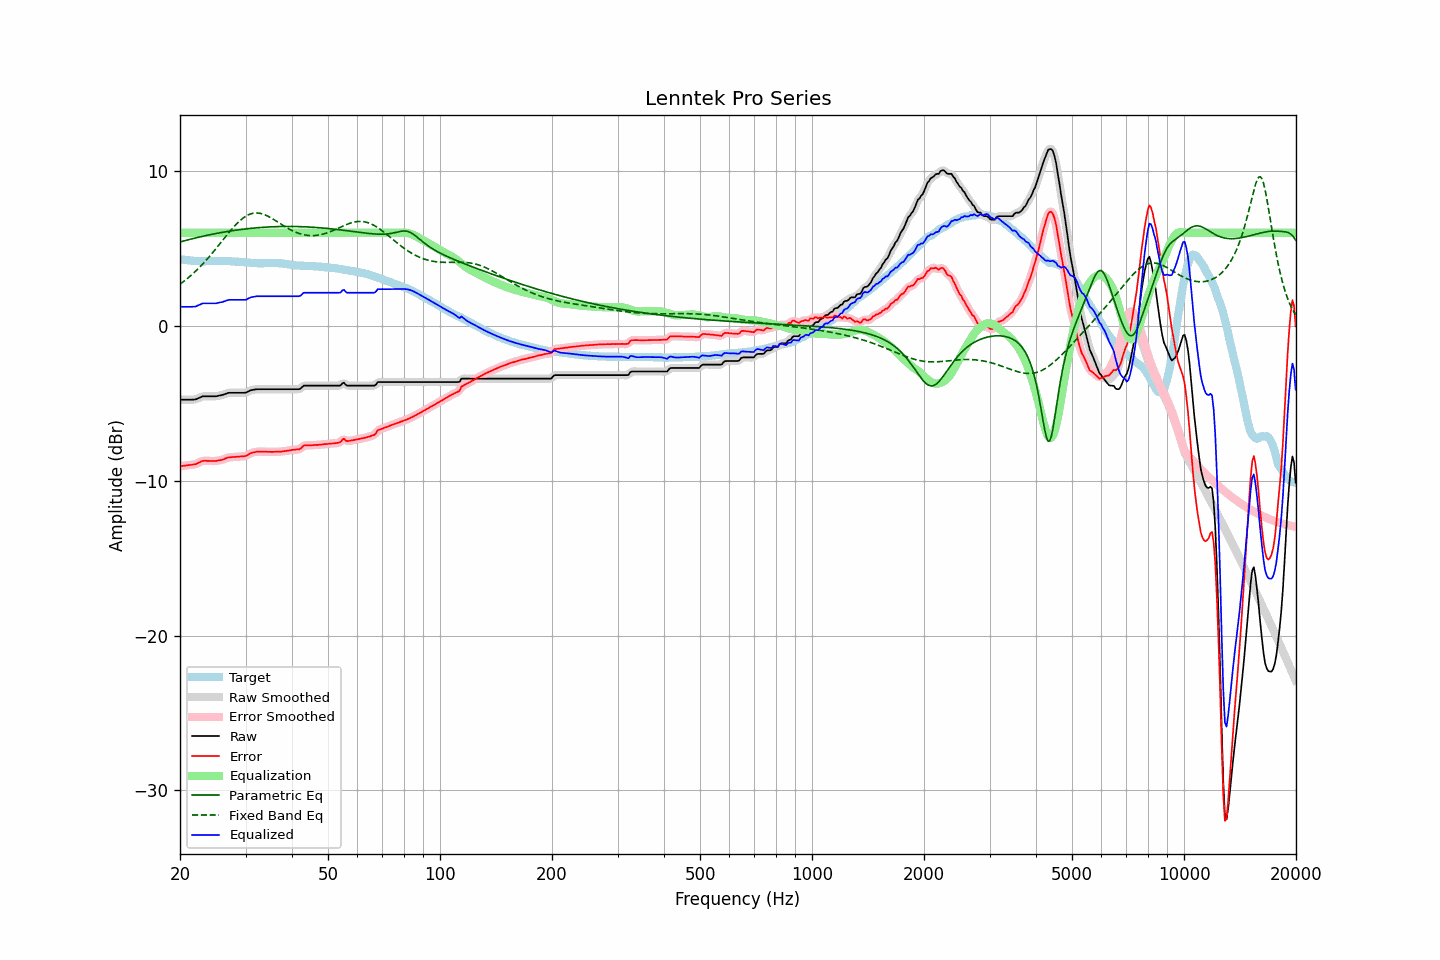 Lenntek Pro Series
Amplitude (dBr)
10
0
−10
−20
−30
Target
Raw Smoothed
Error Smoothed
Raw
Error
Equalization
Parametric Eq
Fixed Band Eq
Equalized
20 50 100 200 500 1000 2000 5000 10000 20000
Frequency (Hz)